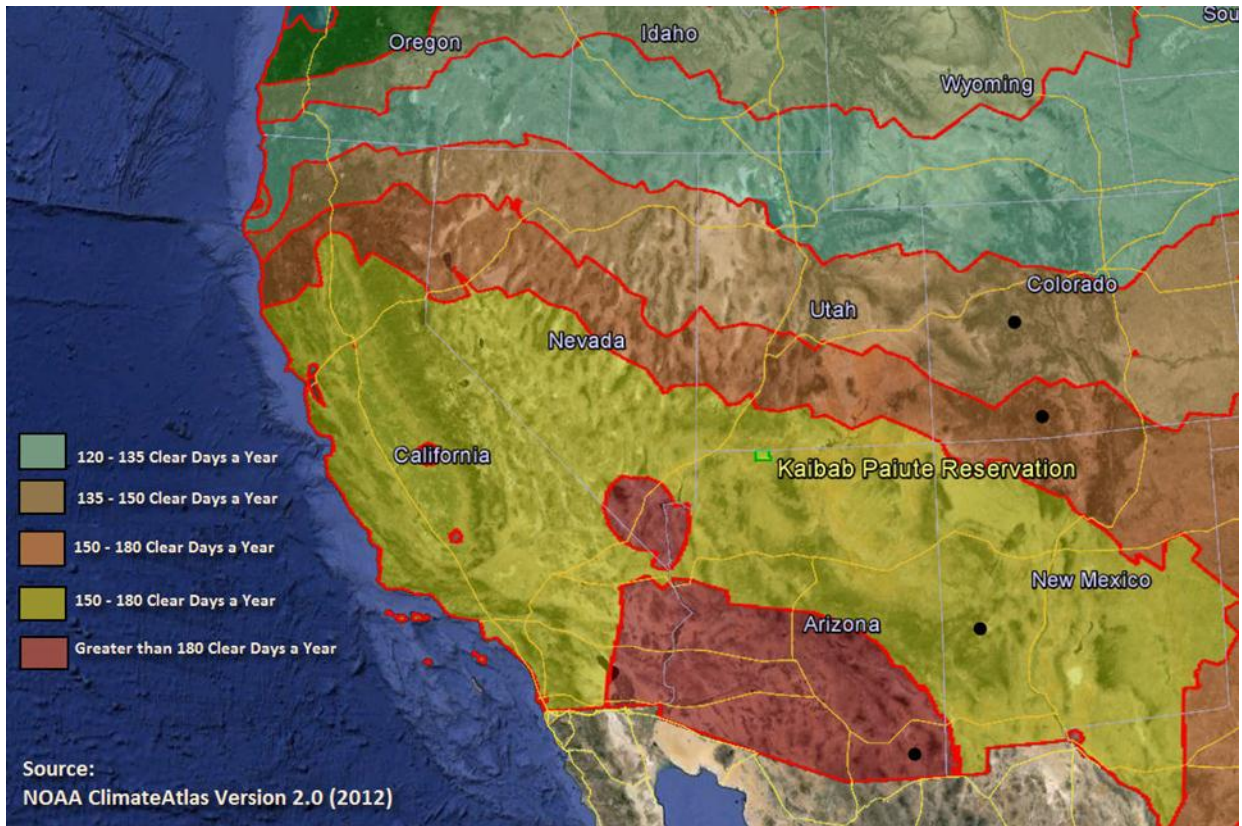 Sou
Oregon
Idaho
Wyoming
Colorado
Utah
Nevada
California
Kaibab Paiute Reservation
New Mexico
Arizona
120 - 135 Clear Days a Year
135 - 150 Clear Days a Year
150 - 180 Clear Days a Year
150 - 180 Clear Days a Year
Greater than 180 Clear Days a Year
Source:
NOAA ClimateAtlas Version 2.0 (2012)